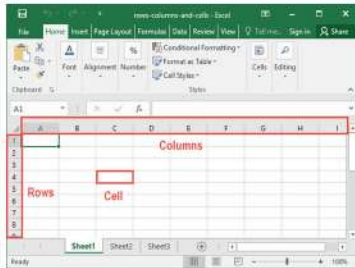 rows-columns-and-cells - Excel
File Home Insert Page Layout Formulas Data Review View Tell me... Sign in Share
Paste Font Alignment Number Conditional Formatting Format as Table Cell Styles Cells Editing
Clipboard Styles
A1 fx
A B C D E F G H I
Columns
1
2
3
4
5
Rows Cell
6
7
8
Sheet1 Sheet2 Sheet3
Ready 100%